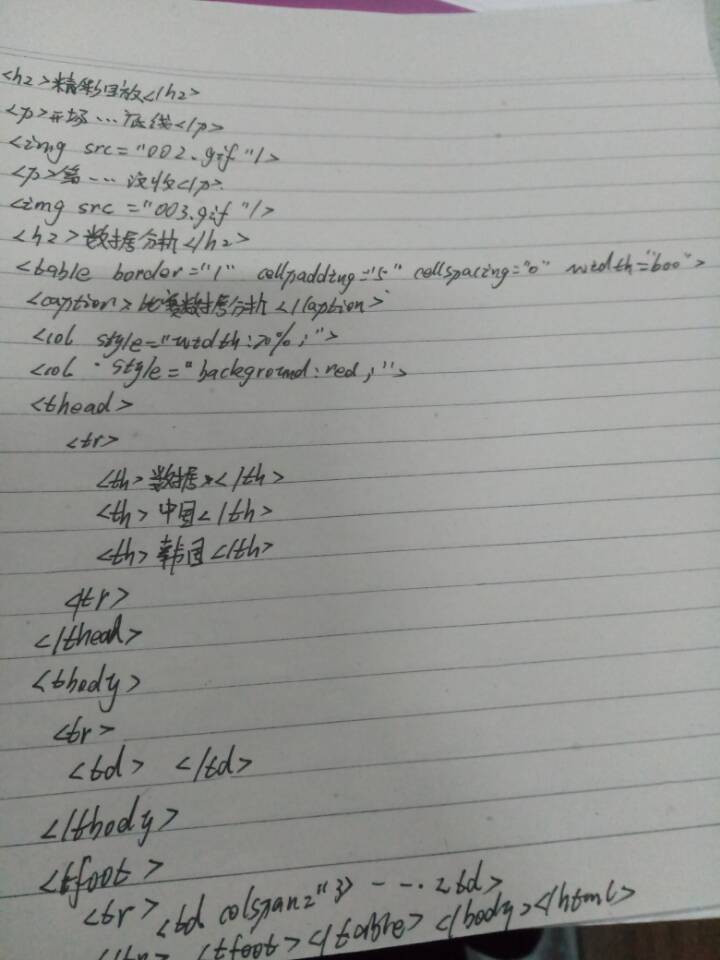 <h2>精彩回放</h2>
<p>开场…底线</p>
<img src="002.gif"/>
<p>第…没收</p>
<img src="003.gif"/>
<h2>数据分析</h2>
<table border="1" cellpadding="5" cellspacing="0" width="600">
<caption>比赛数据分析</caption>
<col style="width:20%;">
<col style="background:red;">
<thead>
<tr>
<th>数据</th>
<th>中国</th>
<th>韩国</th>
<tr>
</thead>
<tbody>
<tr>
<td> </td>
</tbody>
<tfoot>
<tr> <td colspan="3> ---. <td>
<tfoot></table></body></html>